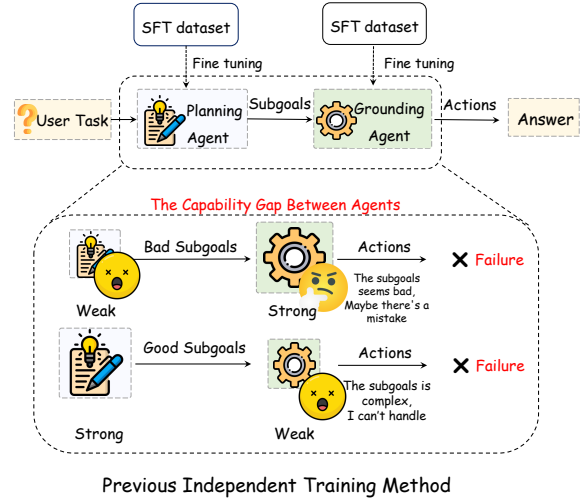 SFT dataset
SFT dataset
Fine tuning
Fine tuning
User Task
Planning
Agent
Subgoals
Grounding
Agent
Actions
Answer
The Capability Gap Between Agents
Bad Subgoals
Actions
Failure
Weak
Strong
The subgoals
seems bad,
Maybe there's a
mistake
Good Subgoals
Actions
Failure
Strong
Weak
The subgoals is
complex,
I can't handle
Previous Independent Training Method